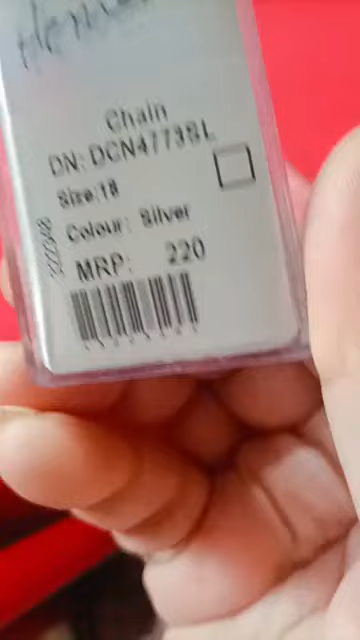 Chain
DN: DCN4773SL
Size:18
Colour: Silver
MRP: 220